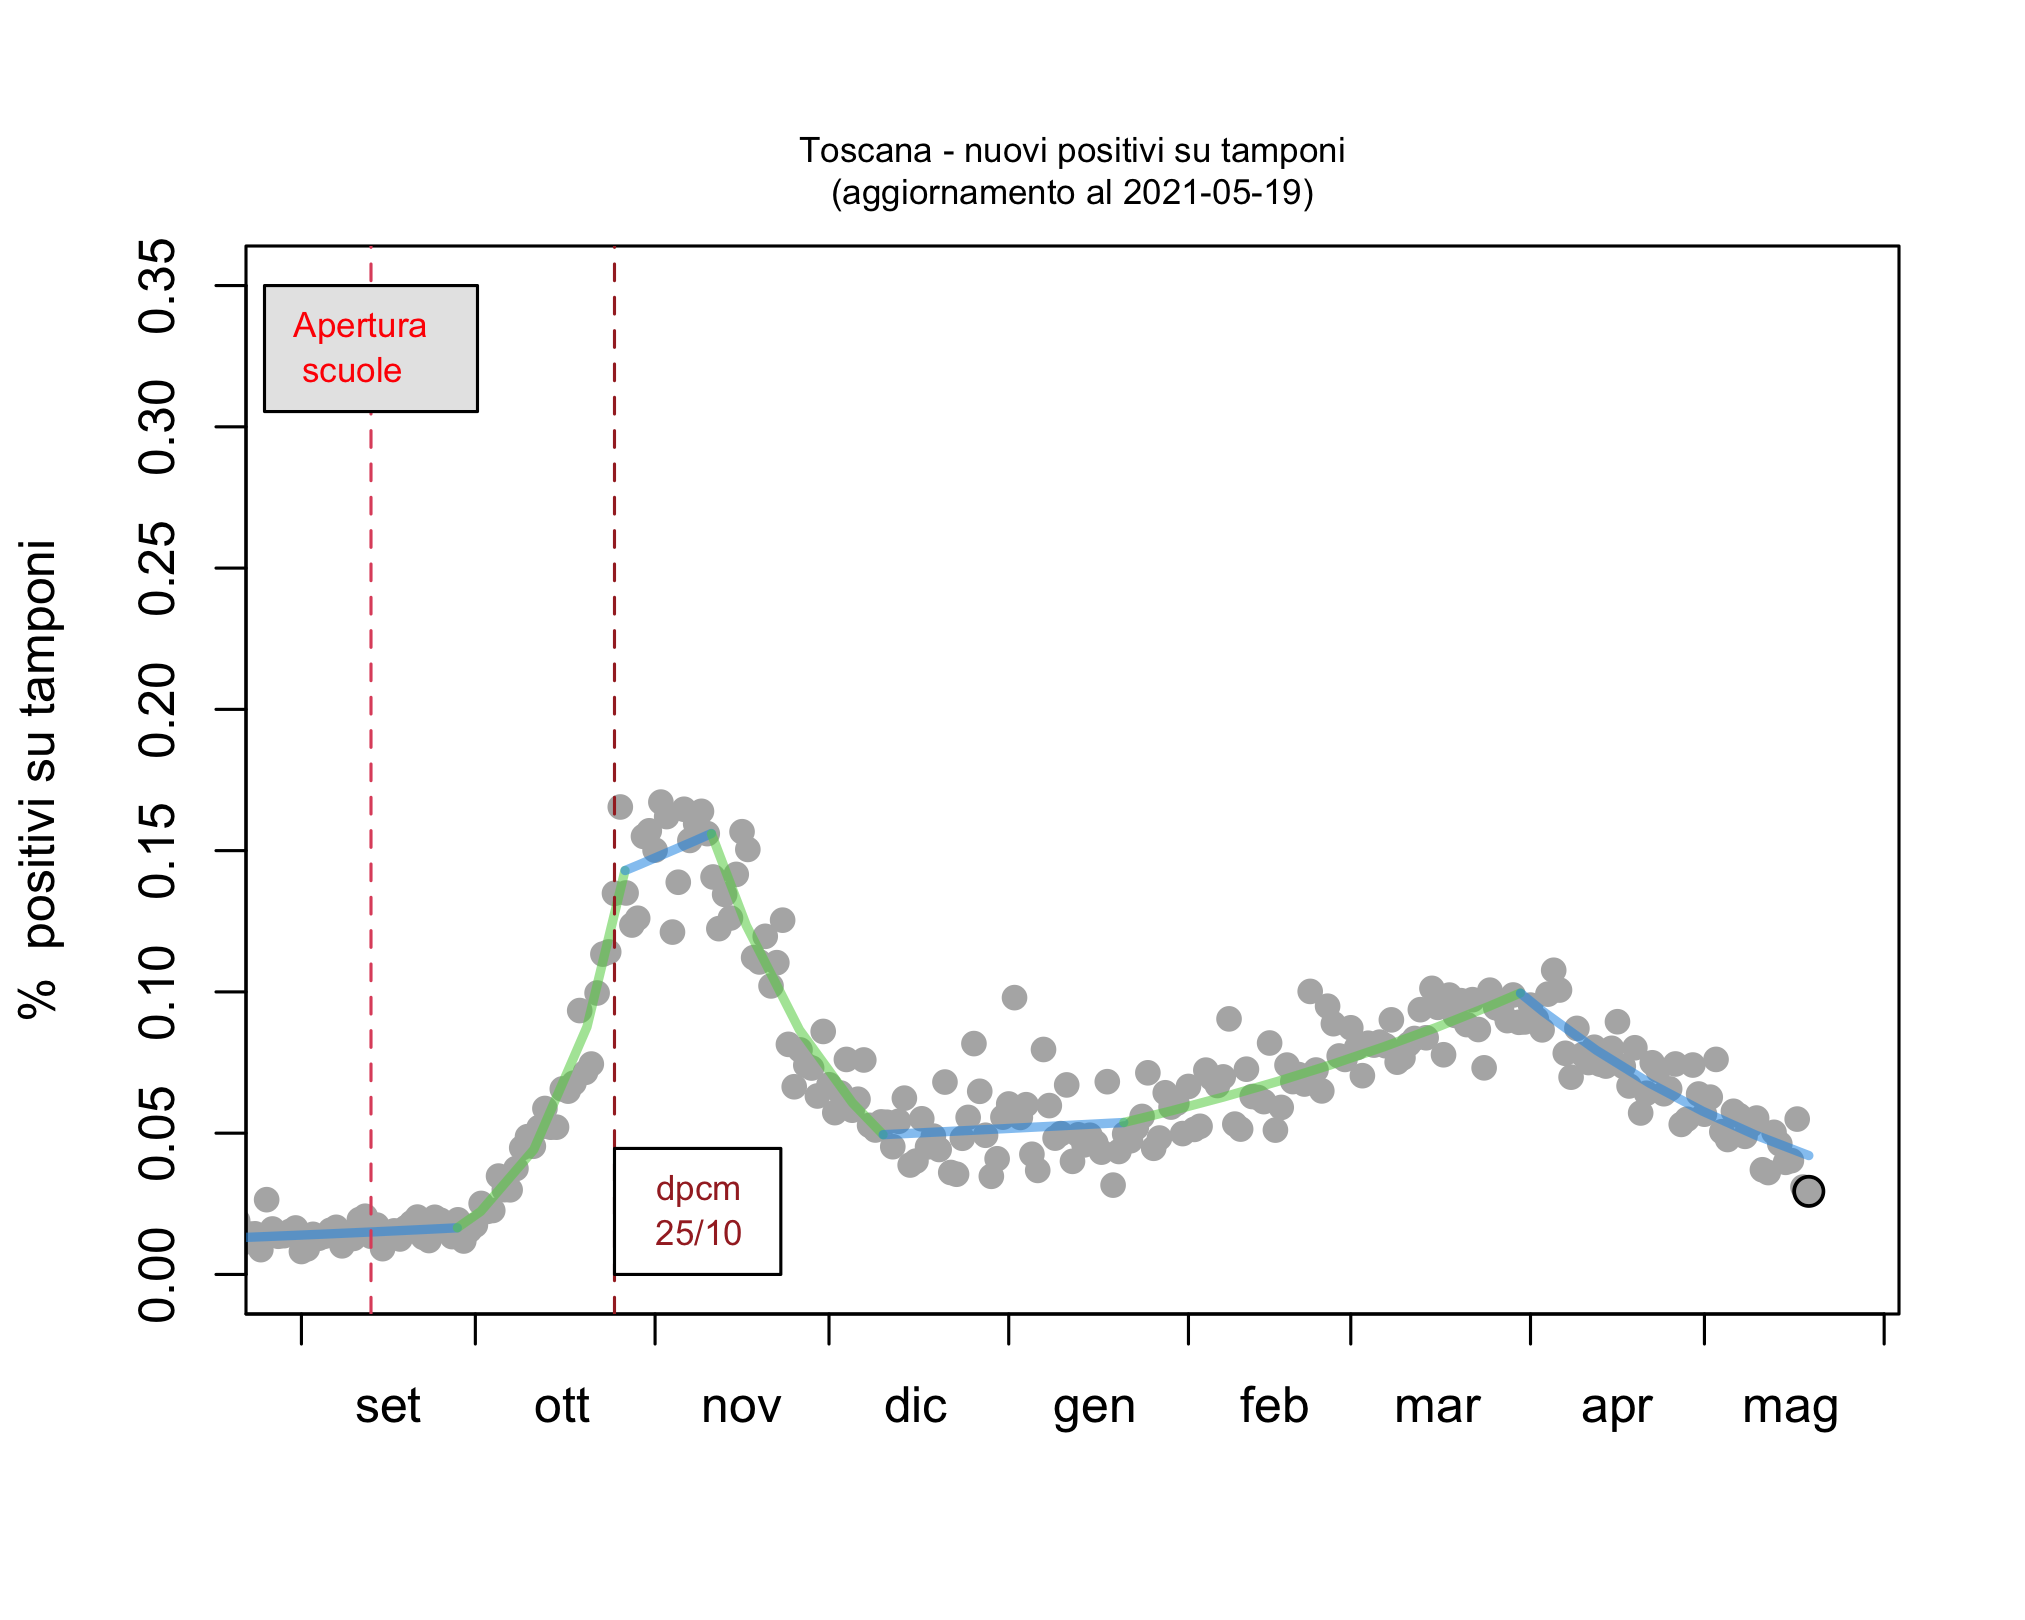 Toscana - nuovi positivi su tamponi
(aggiornamento al 2021-05-19)
% positivi su tamponi
0.35
0.30
0.25
0.20
0.15
0.10
0.05
0.00
Apertura
scuole
dpcm
25/10
set ott nov dic gen feb mar apr mag